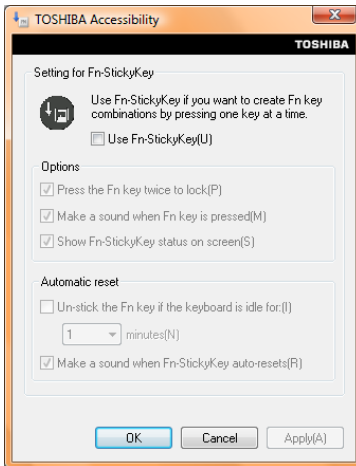 TOSHIBA Accessibility
TOSHIBA
Setting for Fn-StickyKey
Use Fn-StickyKey if you want to create Fn key
combinations by pressing one key at a time.
Use Fn-StickyKey(U)
Options
Press the Fn key twice to lock(P)
Make a sound when Fn key is pressed(M)
Show Fn-StickyKey status on screen(S)
Automatic reset
Un-stick the Fn key if the keyboard is idle for:(I)
1 minutes(N)
Make a sound when Fn-StickyKey auto-resets(R)
OK Cancel Apply(A)